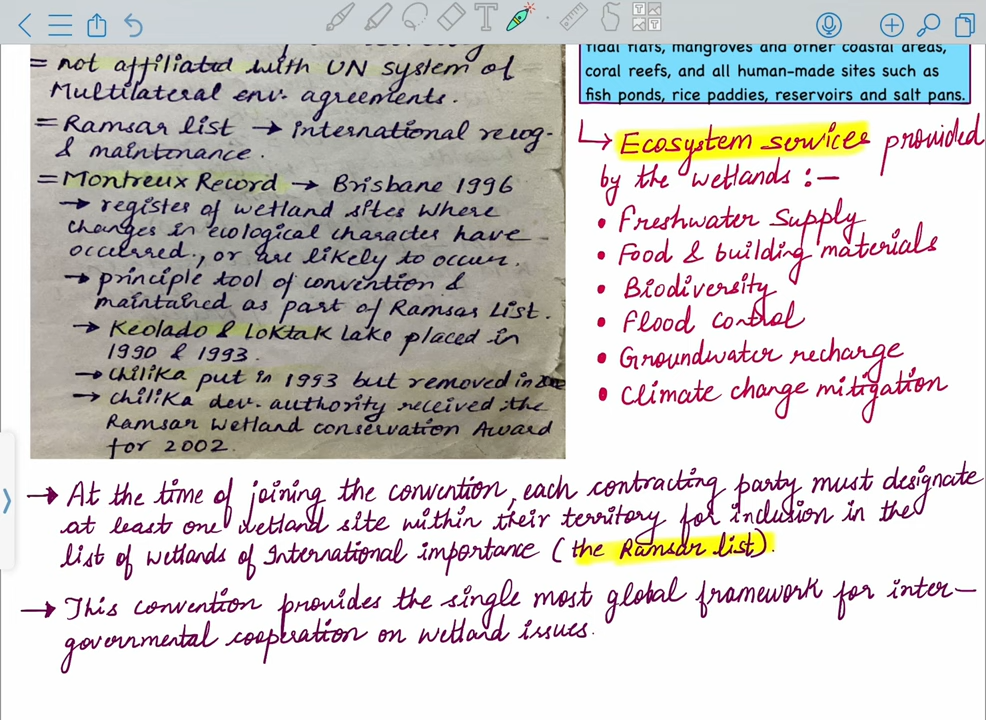 = not affiliated with UN system of
Multilateral env. agreements.
= Ramsar list → international recog-
& maintenance.
= Montreux Record → Brisbane 1996
→ register of wetland sites where
changes in ecological character have
occurred, or are likely to occur.
→ principle tool of convention &
maintained as part of Ramsar List.
→ Keolado & Loktak Lake placed in
1990 & 1993.
→ Chilika put in 1993 but removed in
→ Chilika dev. authority received the
Ramsar Wetland conservation Award
for 2002.
tidal flats, mangroves and other coastal areas,
coral reefs, and all human-made sites such as
fish ponds, rice paddies, reservoirs and salt pans.
↳ Ecosystem services provided
by the wetlands :-
• Freshwater Supply
• Food & building materials
• Biodiversity
• Flood control
• Groundwater recharge
• Climate change mitigation
→ At the time of joining the convention, each contracting party must designate
at least one wetland site within their territory for inclusion in the
list of wetlands of International importance (the Ramsar list).
→ This convention provides the single most global framework for inter-
governmental cooperation on wetland issues.